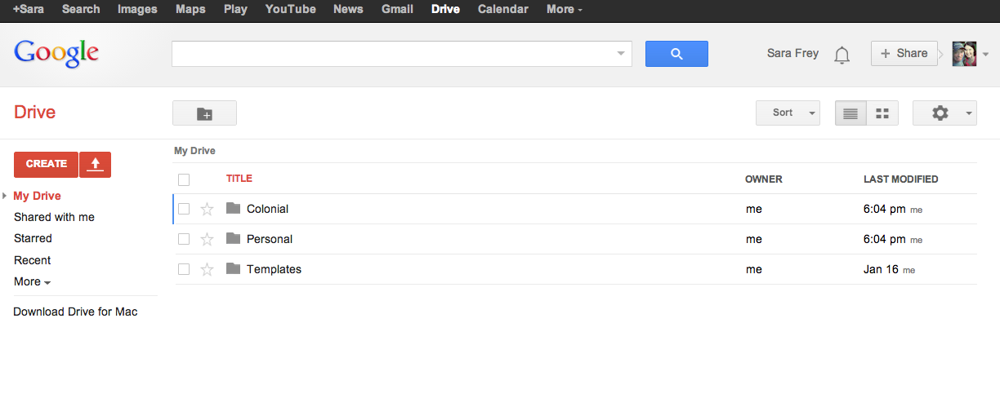 +Sara Search Images Maps Play YouTube News Gmail Drive Calendar More
Google
Sara Frey
+ Share
Drive
Sort
CREATE
My Drive
Shared with me
Starred
Recent
More
Download Drive for Mac
My Drive
TITLE OWNER LAST MODIFIED
Colonial me 6:04 pm me
Personal me 6:04 pm me
Templates me Jan 16 me